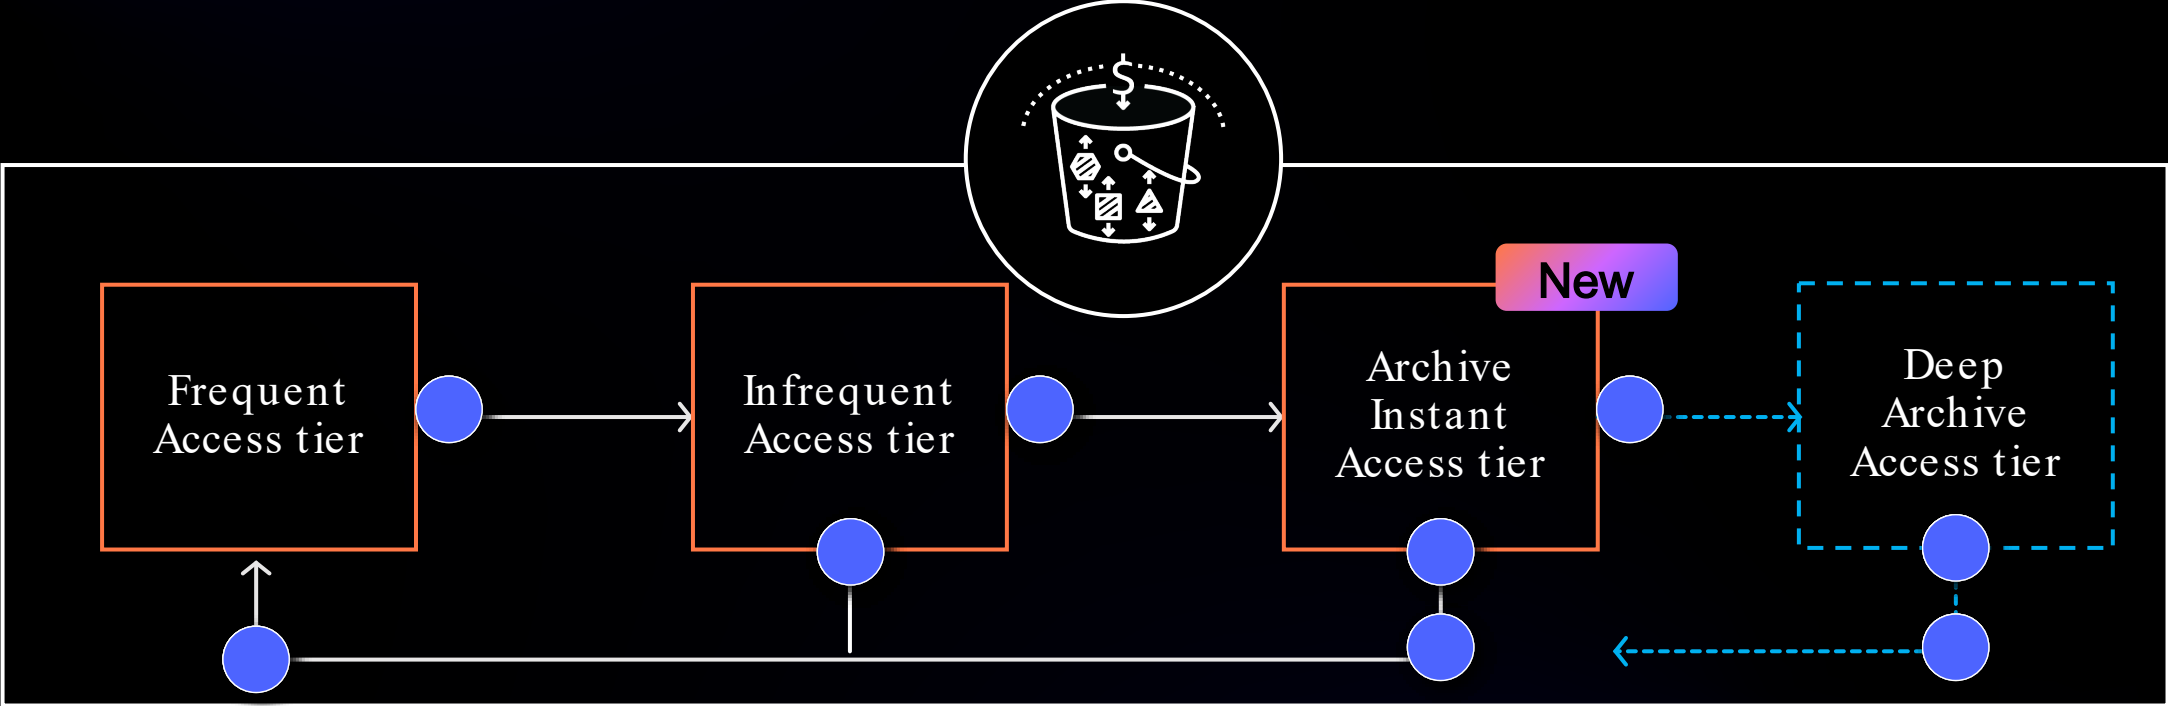 $
New
Frequent
Access tier
Infrequent
Access tier
Archive
Instant
Access tier
Deep
Archive
Access tier